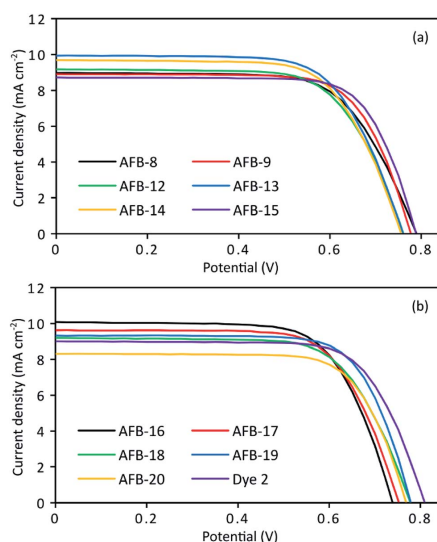 12
(a)
10
8
6
4
2
0
Current density (mA cm⁻²)
AFB-8 AFB-9
AFB-12 AFB-13
AFB-14 AFB-15
0 0.2 0.4 0.6 0.8
Potential (V)
12
(b)
10
8
6
4
2
0
Current density (mA cm⁻²)
AFB-16 AFB-17
AFB-18 AFB-19
AFB-20 Dye 2
0 0.2 0.4 0.6 0.8
Potential (V)